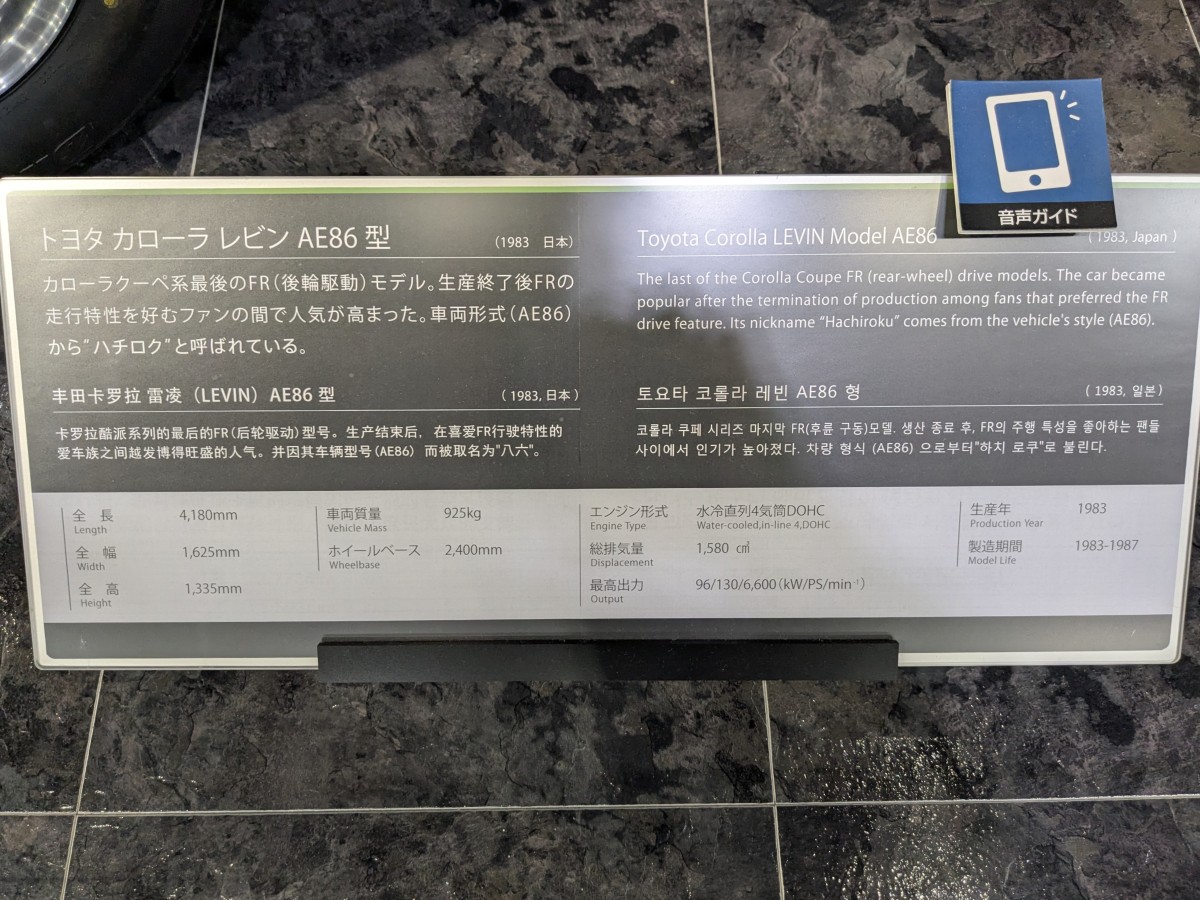 音声ガイド
トヨタ カローラ レビン AE86 型 (1983 日本)
カローラクーペ系最後のFR(後輪駆動)モデル。生産終了後FRの
走行特性を好むファンの間で人気が高まった。車両形式(AE86)
から"ハチロク"と呼ばれている。
Toyota Corolla LEVIN Model AE86 (1983, Japan)
The last of the Corolla Coupe FR (rear-wheel) drive models. The car became
popular after the termination of production among fans that preferred the FR
drive feature. Its nickname "Hachiroku" comes from the vehicle's style (AE86).
丰田卡罗拉 雷凌 (LEVIN) AE86 型 (1983, 日本)
卡罗拉酷派系列的最后的FR(后轮驱动)型号。生产结束后, 在喜爱FR行驶特性的
爱车族之间越发博得旺盛的人气。并因其车辆型号(AE86) 而被取名为"八六"。
토요타 코롤라 레빈 AE86 형 (1983, 일본)
코롤라 쿠페 시리즈 마지막 FR(후륜 구동)모델. 생산 종료 후, FR의 주행 특성을 좋아하는 팬들
사이에서 인기가 높아졌다. 차량 형식 (AE86) 으로부터"하치 로쿠"로 불린다.
全 長 4,180mm
Length
全 幅 1,625mm
Width
全 高 1,335mm
Height
車両質量 925kg
Vehicle Mass
ホイールベース 2,400mm
Wheelbase
エンジン形式 水冷直列4気筒DOHC
Engine Type Water-cooled,in-line 4,DOHC
総排気量 1,580 ㎤
Displacement
最高出力 96/130/6,600(kW/PS/min⁻¹)
Output
生産年 1983
Production Year
製造期間 1983-1987
Model Life